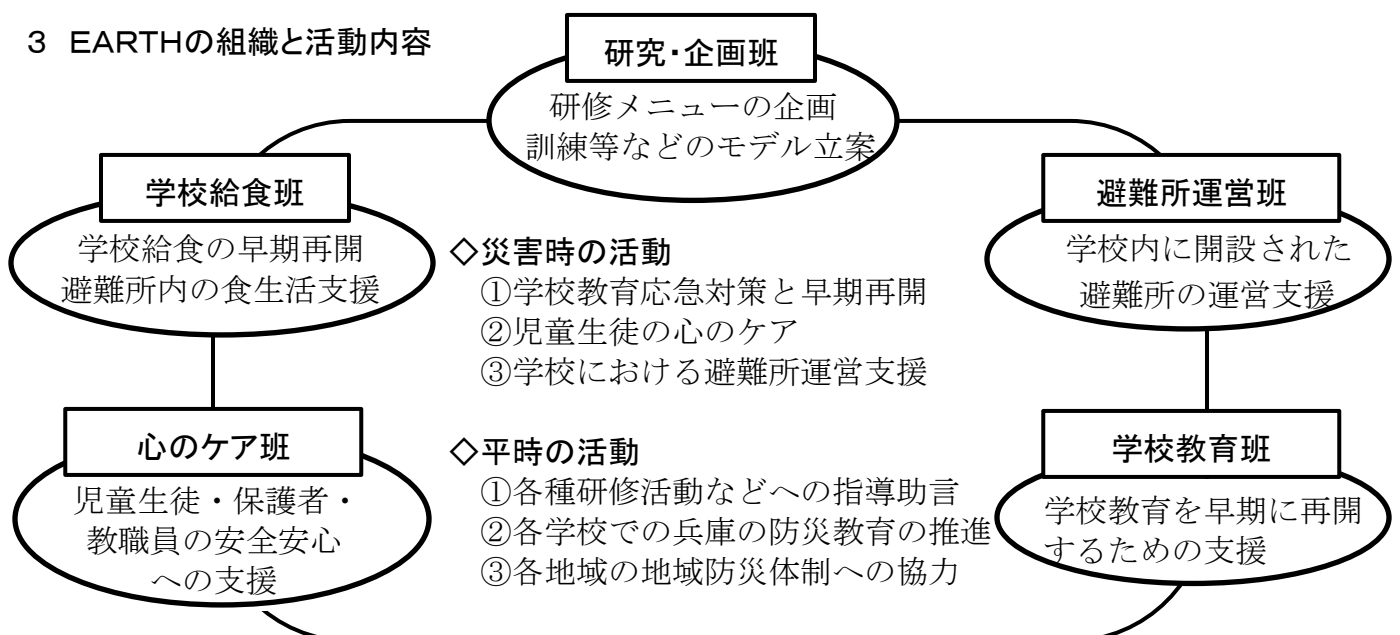 3 EARTHの組織と活動内容
研究・企画班
研修メニューの企画
訓練等などのモデル立案
学校給食班
学校給食の早期再開
避難所内の食生活支援
避難所運営班
学校内に開設された
避難所の運営支援
◇災害時の活動
①学校教育応急対策と早期再開
②児童生徒の心のケア
③学校における避難所運営支援
心のケア班
児童生徒・保護者・
教職員の安全安心
への支援
◇平時の活動
①各種研修活動などへの指導助言
②各学校での兵庫の防災教育の推進
③各地域の地域防災体制への協力
学校教育班
学校教育を早期に再開
するための支援